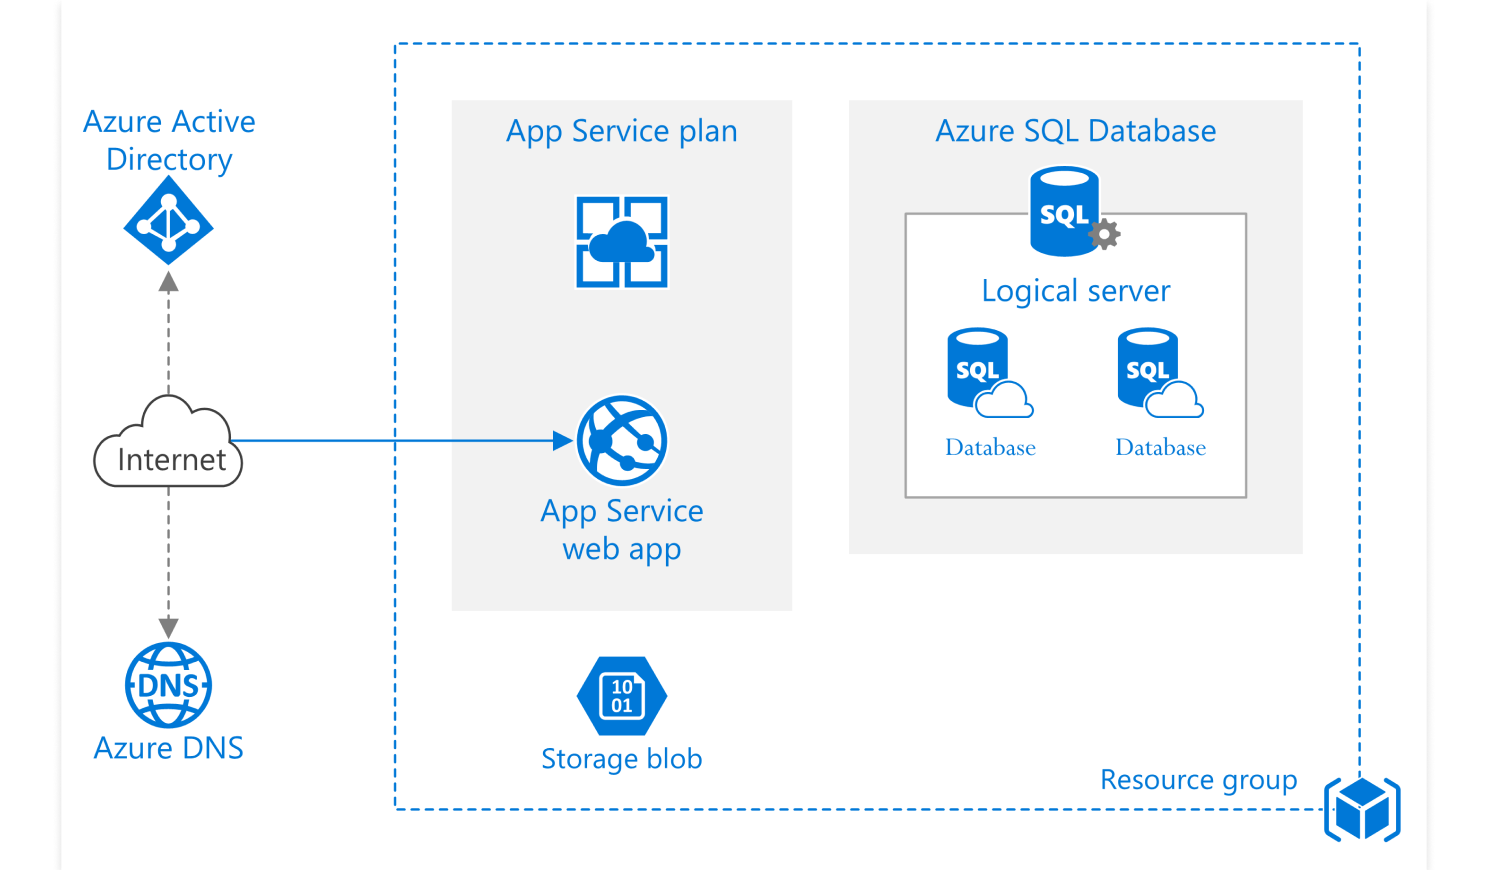 Azure Active
Directory
Internet
DNS
Azure DNS
App Service plan
App Service
web app
10
01
Storage blob
Azure SQL Database
SQL
Logical server
SQL
SQL
Database
Database
Resource group